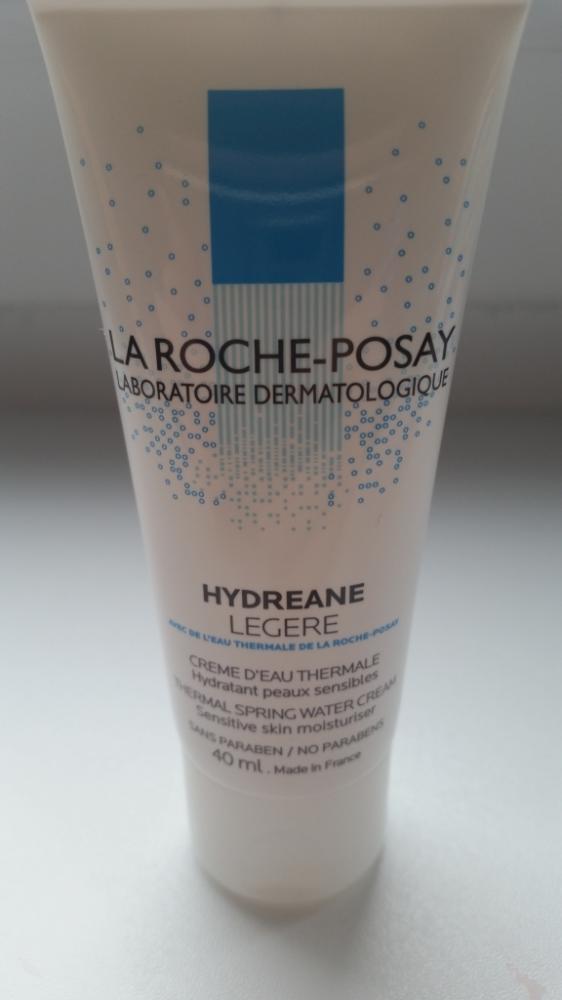 LA ROCHE-POSAY
LABORATOIRE DERMATOLOGIQUE
HYDREANE
LEGERE
AVEC DE L'EAU THERMALE DE LA ROCHE-POSAY
CREME D'EAU THERMALE
Hydratant peaux sensibles
THERMAL SPRING WATER CREAM
Sensitive skin moisturiser
SANS PARABEN / NO PARABENS
40 ml . Made in France